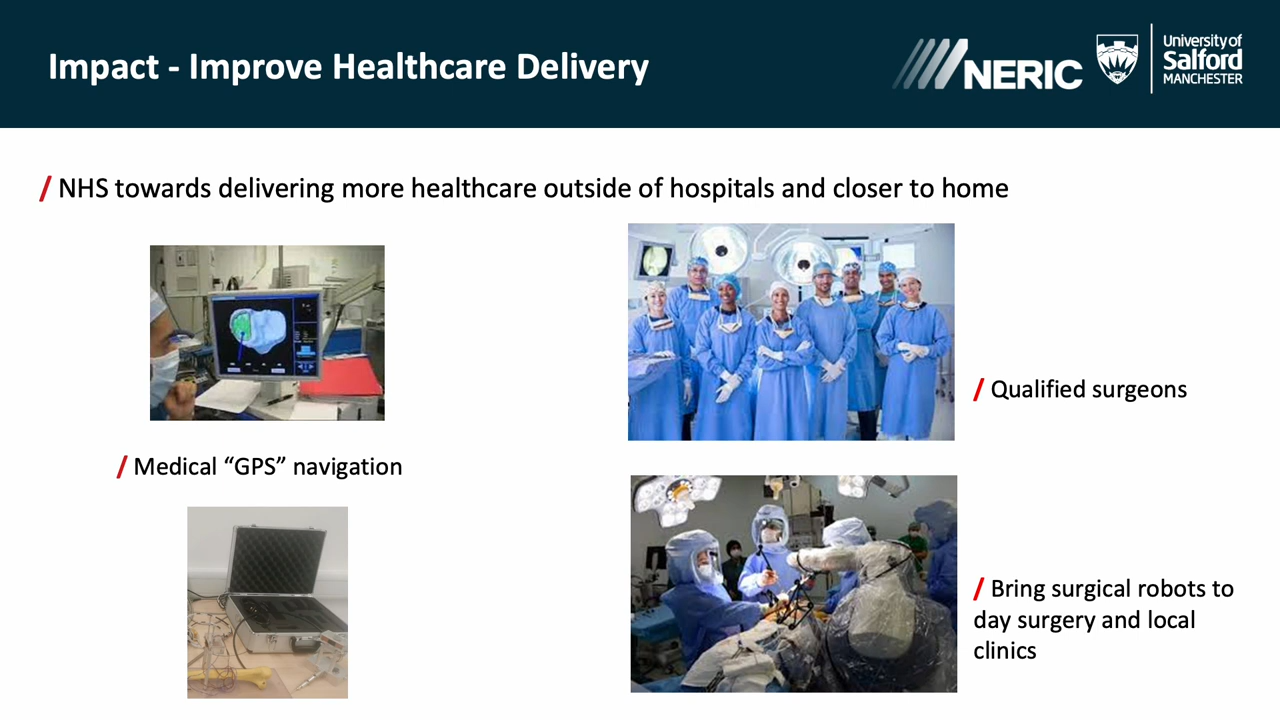 Impact - Improve Healthcare Delivery
NERIC
University of
Salford
MANCHESTER
/ NHS towards delivering more healthcare outside of hospitals and closer to home
/ Qualified surgeons
/ Medical “GPS” navigation
/ Bring surgical robots to
day surgery and local
clinics